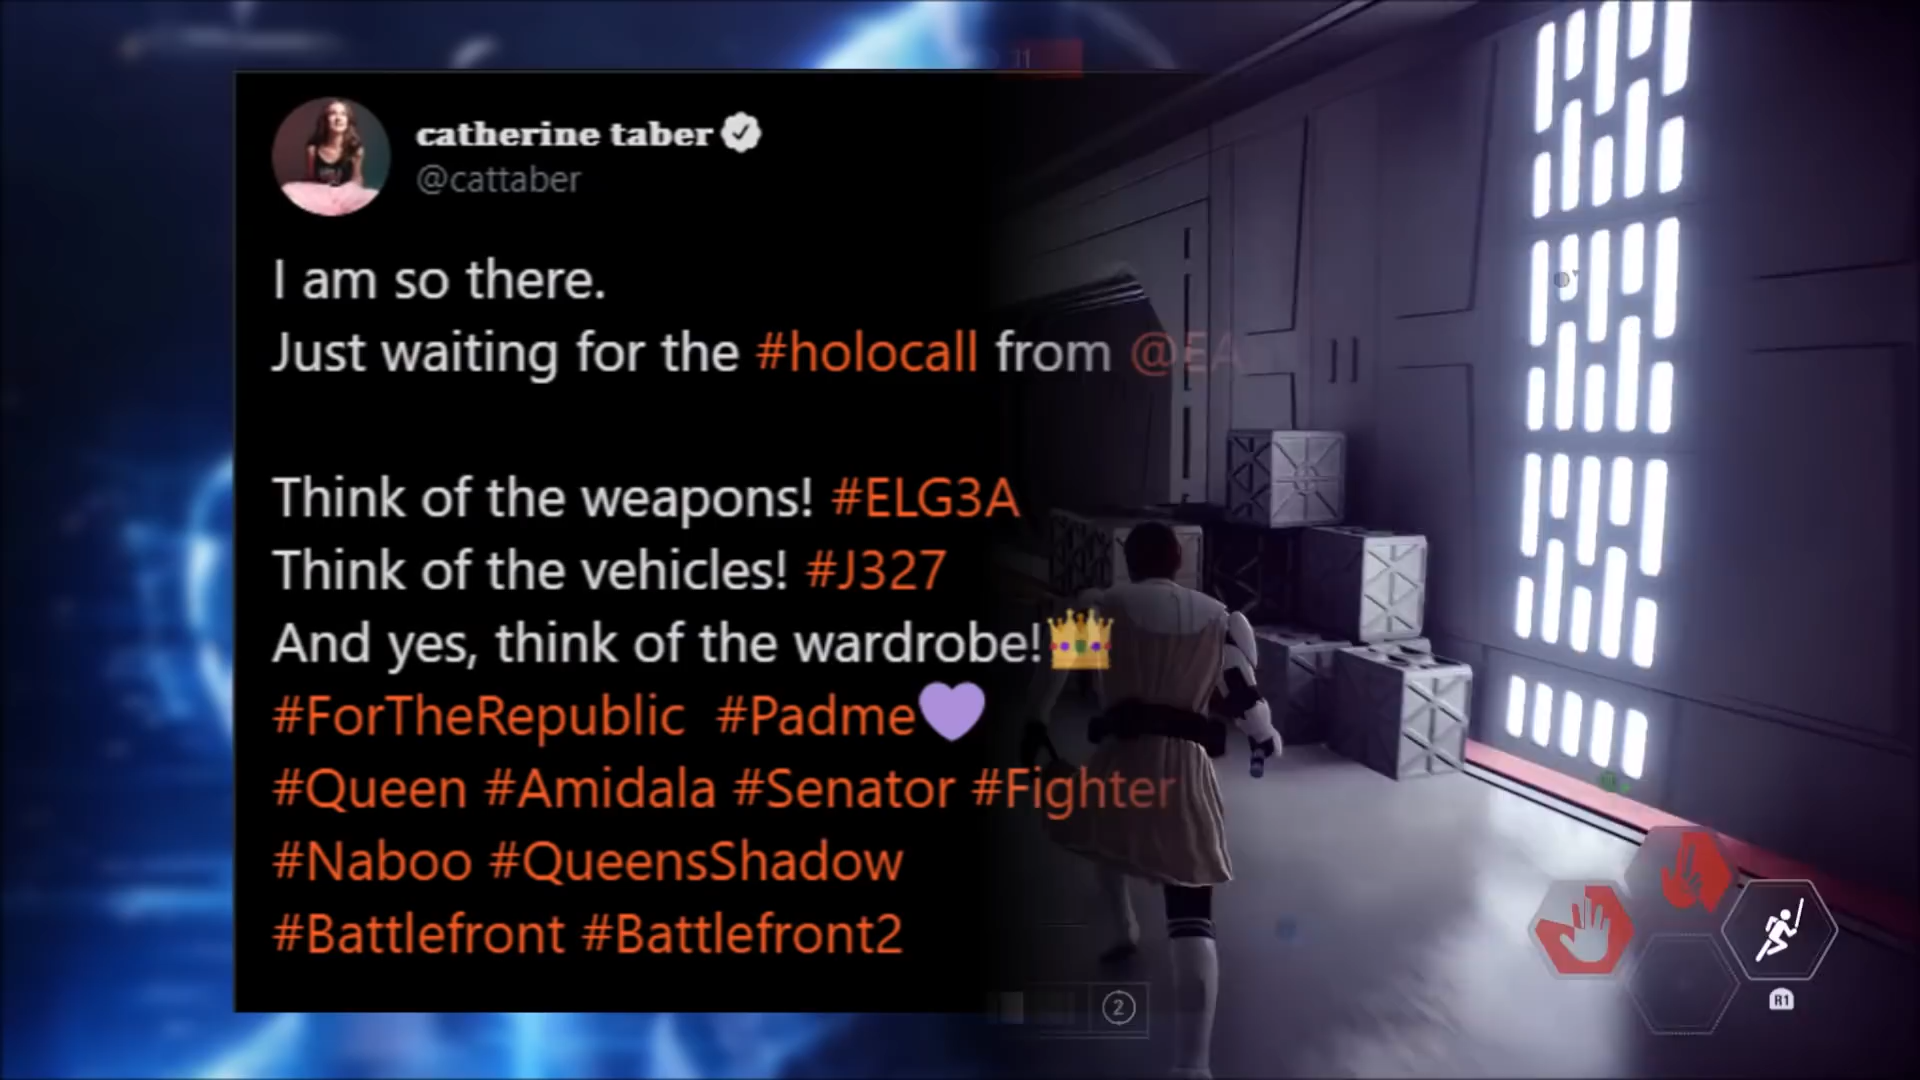 catherine taber
@cattaber
I am so there.
Just waiting for the #holocall from @EA
Think of the weapons! #ELG3A
Think of the vehicles! #J327
And yes, think of the wardrobe!👑
#ForTheRepublic #Padme💜
#Queen #Amidala #Senator #Fighter
#Naboo #QueensShadow
#Battlefront #Battlefront2
2
R1